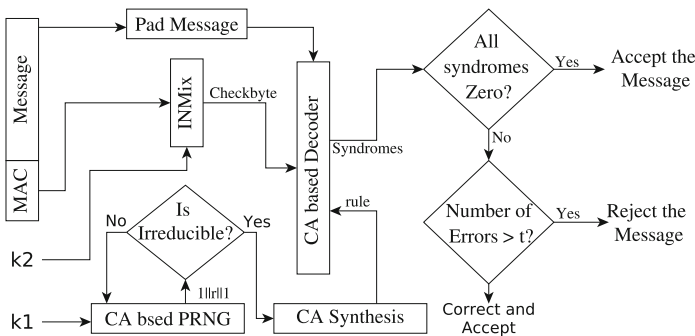 Message
MAC
Pad Message
INMix
Checkbyte
k2
k1
No
Is
Irreducible?
Yes
1||r||1
CA bsed PRNG
CA Synthesis
rule
CA based Decoder
Syndromes
All
syndromes
Zero?
Yes
Accept the
Message
No
Number of
Errors > t?
Yes
Reject the
Message
Correct and
Accept